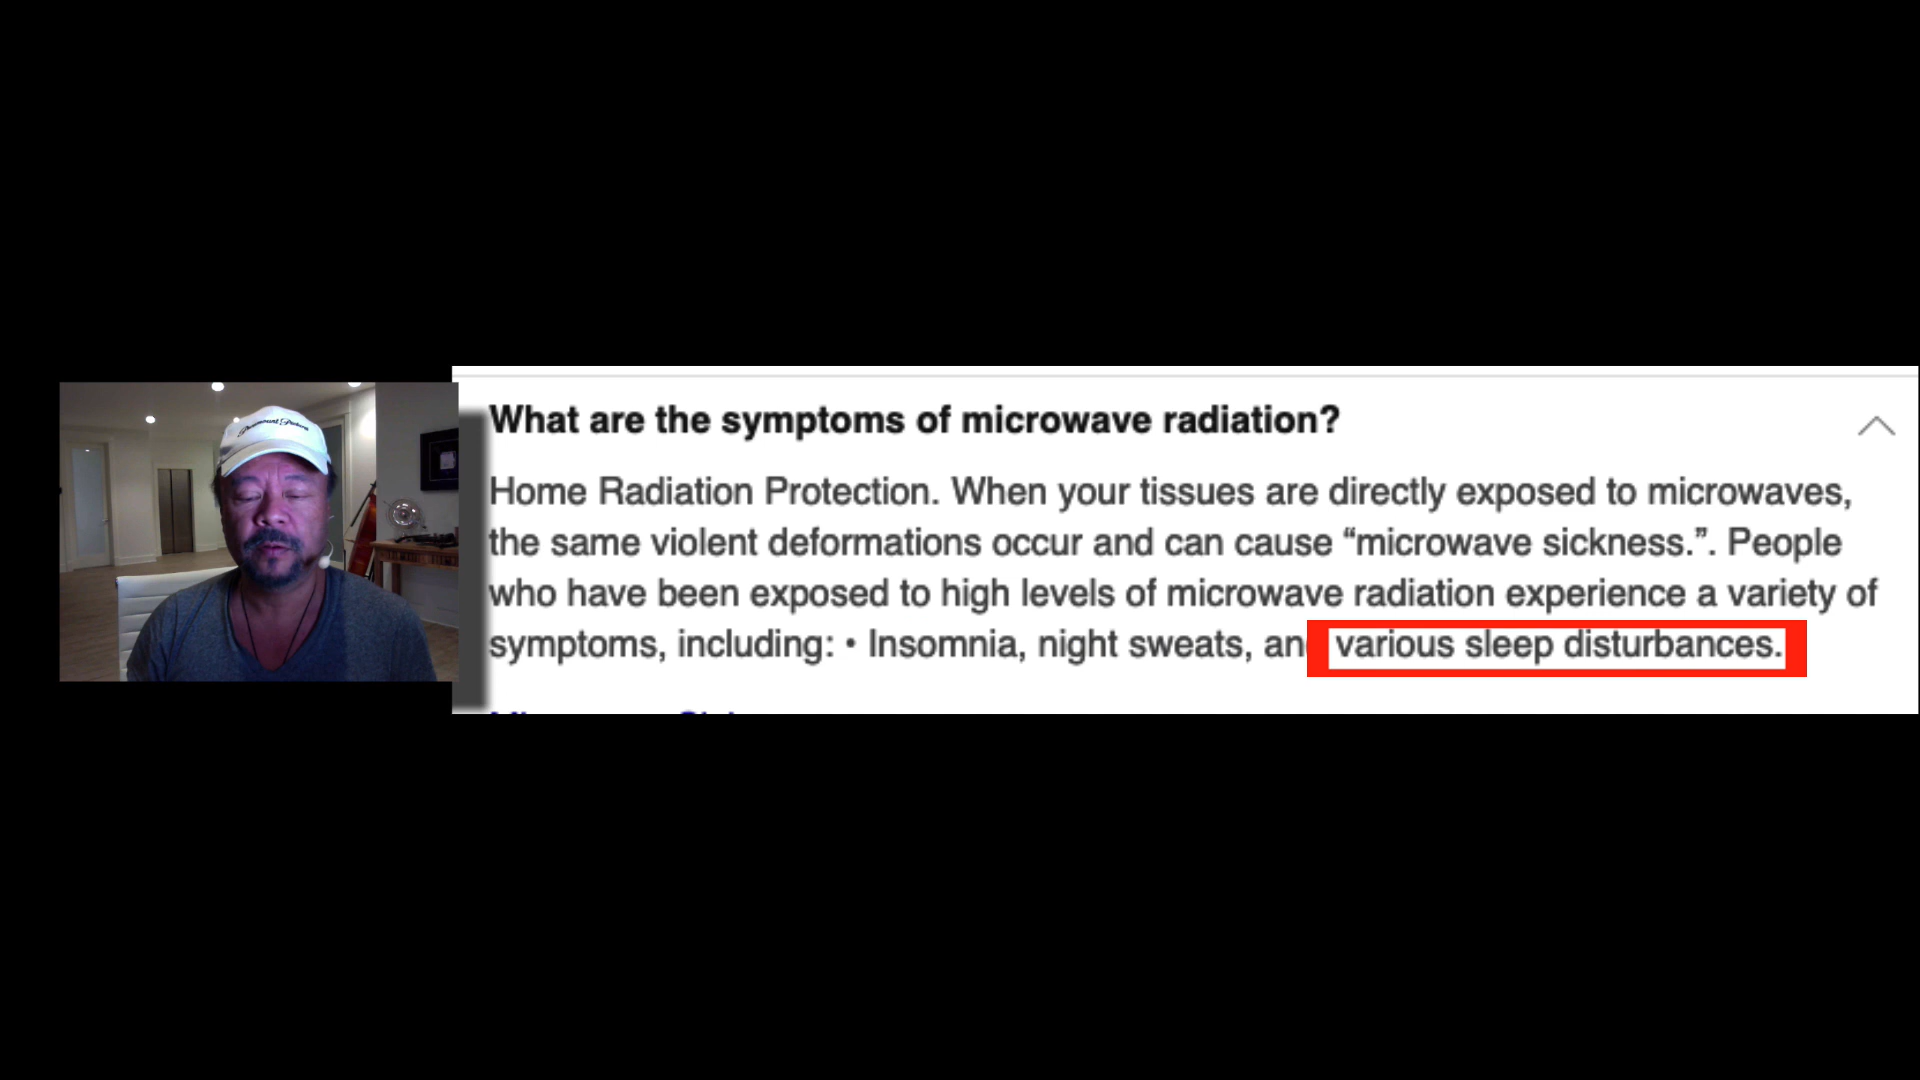 Paramount Pictures
What are the symptoms of microwave radiation?
Home Radiation Protection. When your tissues are directly exposed to microwaves,
the same violent deformations occur and can cause “microwave sickness.”. People
who have been exposed to high levels of microwave radiation experience a variety of
symptoms, including: • Insomnia, night sweats, an various sleep disturbances.